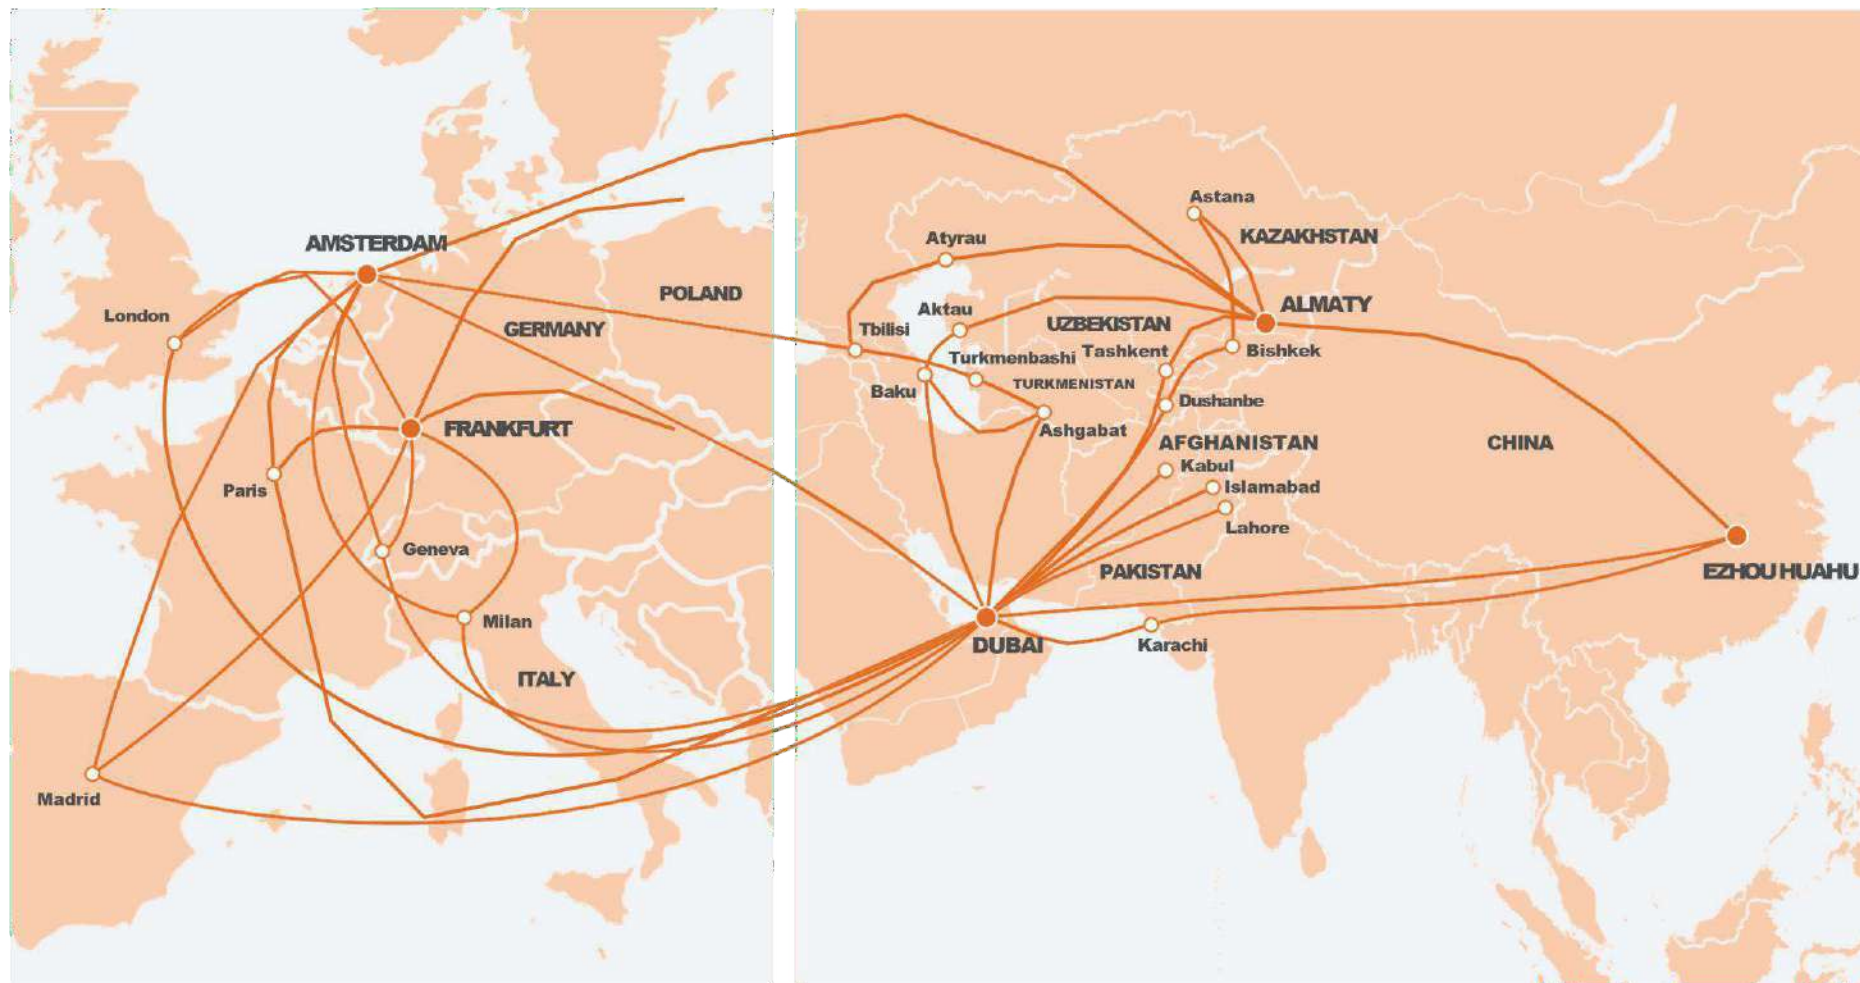 AMSTERDAM
London
POLAND
GERMANY
FRANKFURT
Paris
Geneva
Milan
ITALY
Madrid
Astana
KAZAKHSTAN
Atyrau
ALMATY
Aktau
UZBEKISTAN
Tbilisi
Tashkent
Bishkek
Turkmenbashi
TURKMENISTAN
Baku
Dushanbe
Ashgabat
AFGHANISTAN
CHINA
Kabul
Islamabad
Lahore
PAKISTAN
EZHOU HUAHU
DUBAI
Karachi